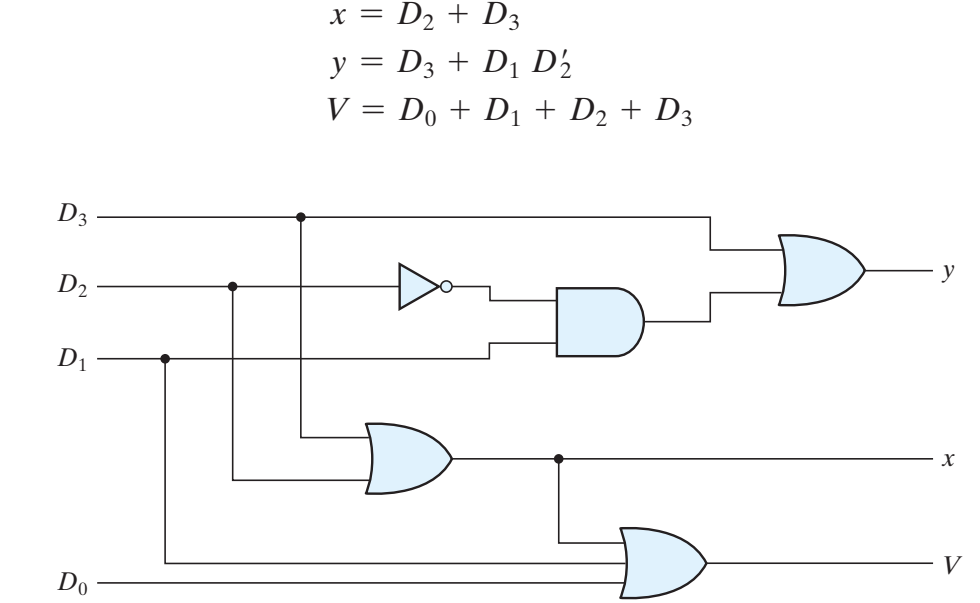 x = D₂ + D₃
y = D₃ + D₁ D₂′
V = D₀ + D₁ + D₂ + D₃
D₃
y
D₂
D₁
x
V
D₀